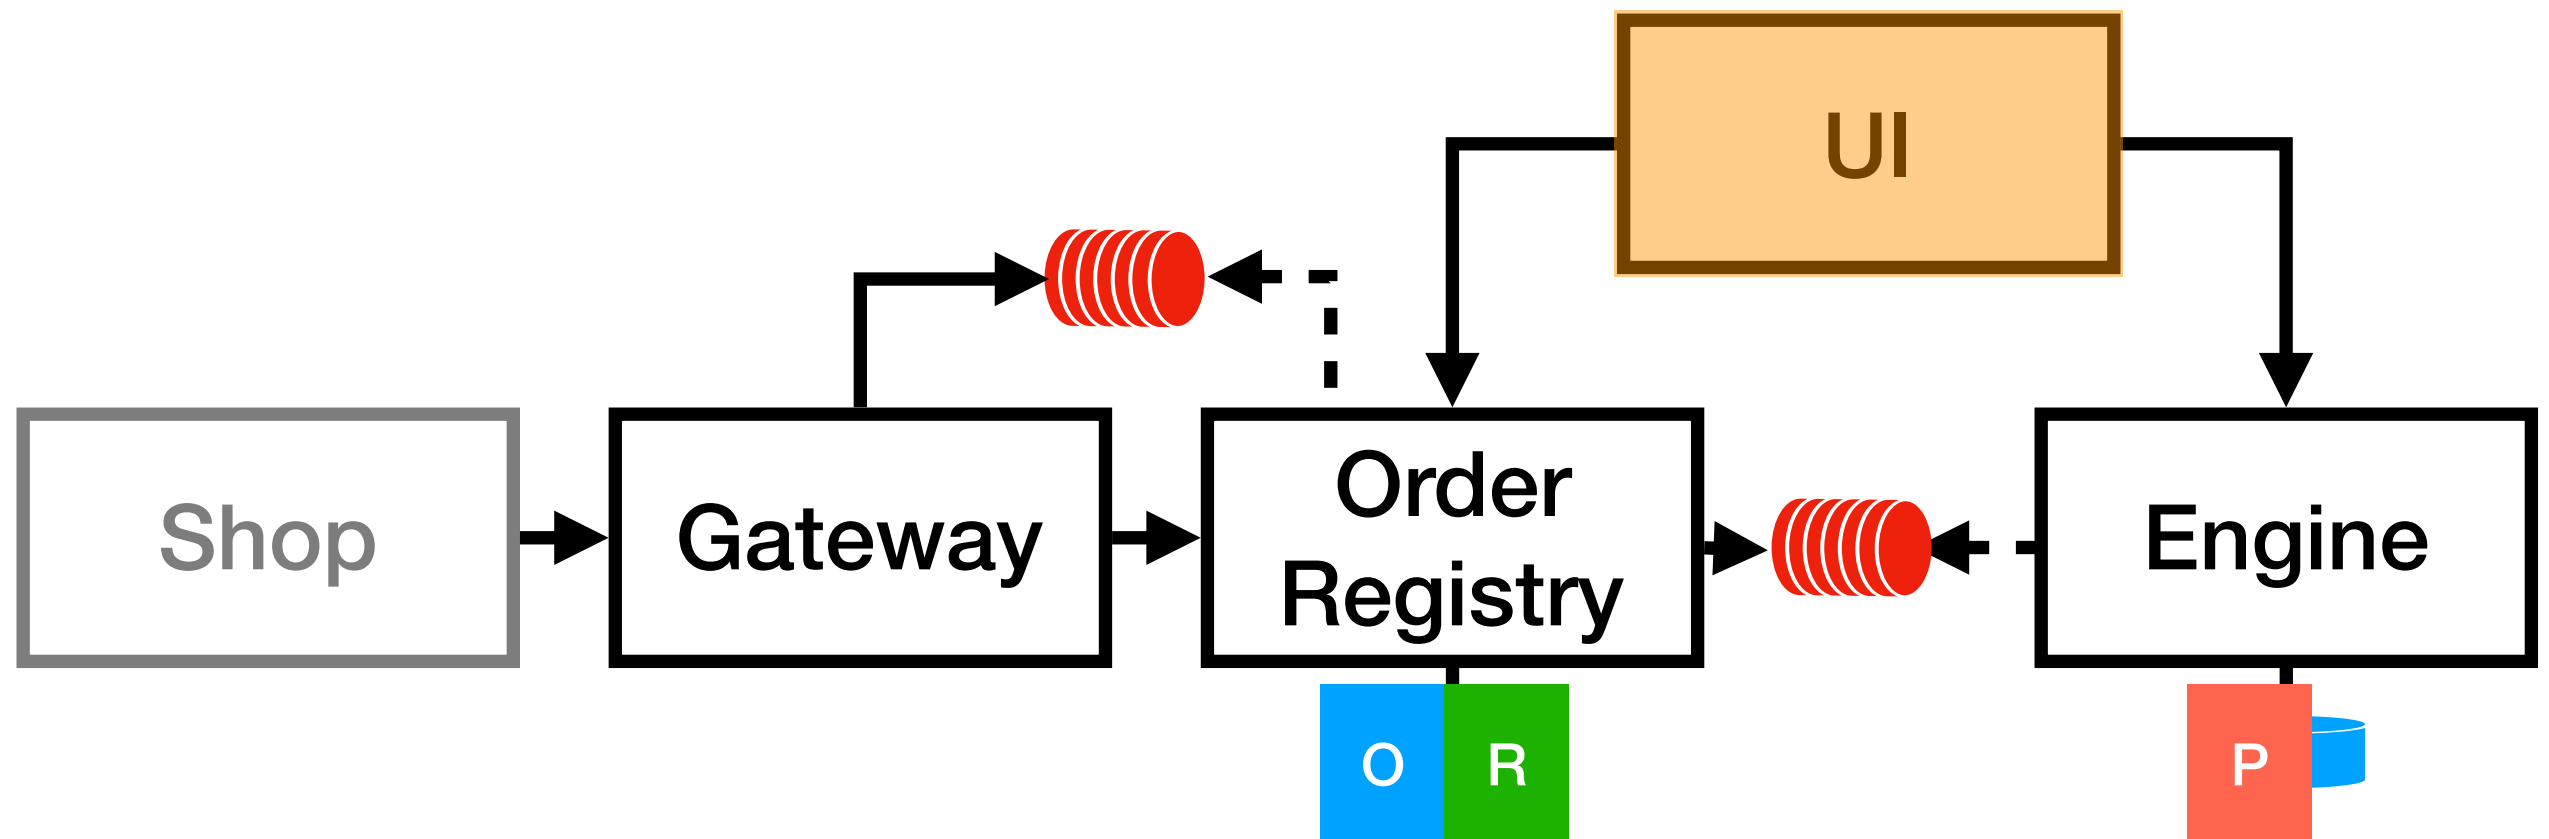 UI
Shop
Gateway
Order
Registry
Engine
O
R
P